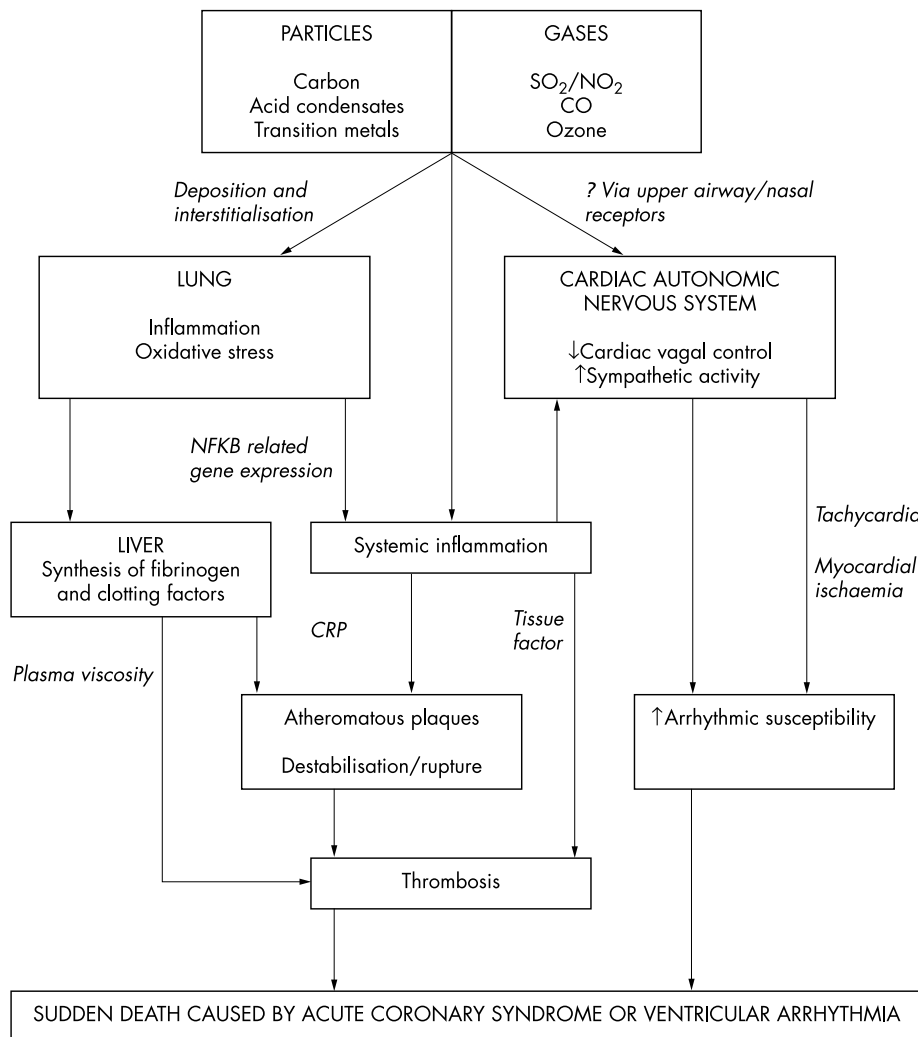 PARTICLES
Carbon
Acid condensates
Transition metals
GASES
SO₂/NO₂
CO
Ozone
Deposition and
interstitialisation
? Via upper airway/nasal
receptors
LUNG
Inflammation
Oxidative stress
CARDIAC AUTONOMIC
NERVOUS SYSTEM
↓Cardiac vagal control
↑Sympathetic activity
NFKB related
gene expression
Tachycardia
Myocardial
ischaemia
LIVER
Synthesis of fibrinogen
and clotting factors
Systemic inflammation
Plasma viscosity
CRP
Tissue
factor
Atheromatous plaques
Destabilisation/rupture
↑Arrhythmic susceptibility
Thrombosis
SUDDEN DEATH CAUSED BY ACUTE CORONARY SYNDROME OR VENTRICULAR ARRHYTHMIA